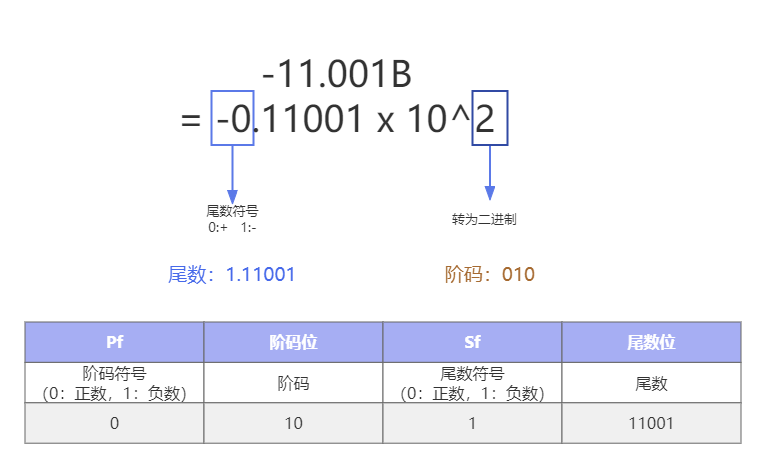 -11.001B
= -0.11001 x 10^2
尾数符号
0:+ 1:-
转为二进制
尾数：1.11001
阶码：010
Pf 阶码位 Sf 尾数位
阶码符号
（0：正数，1：负数）
阶码
尾数符号
（0：正数，1：负数）
尾数
0 10 1 11001